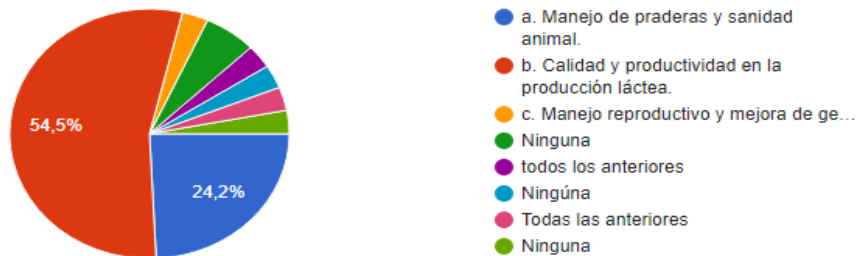 a. Manejo de praderas y sanidad
animal.
b. Calidad y productividad en la
producción láctea.
c. Manejo reproductivo y mejora de ge…
Ninguna
todos los anteriores
Ningúna
Todas las anteriores
Ninguna
54,5%
24,2%